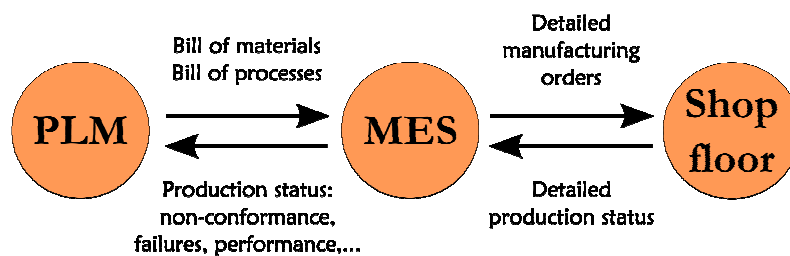 Bill of materials
Bill of processes
Detailed
manufacturing
orders
PLM
MES
Shop
floor
Production status:
non-conformance,
failures, performance,...
Detailed
production status